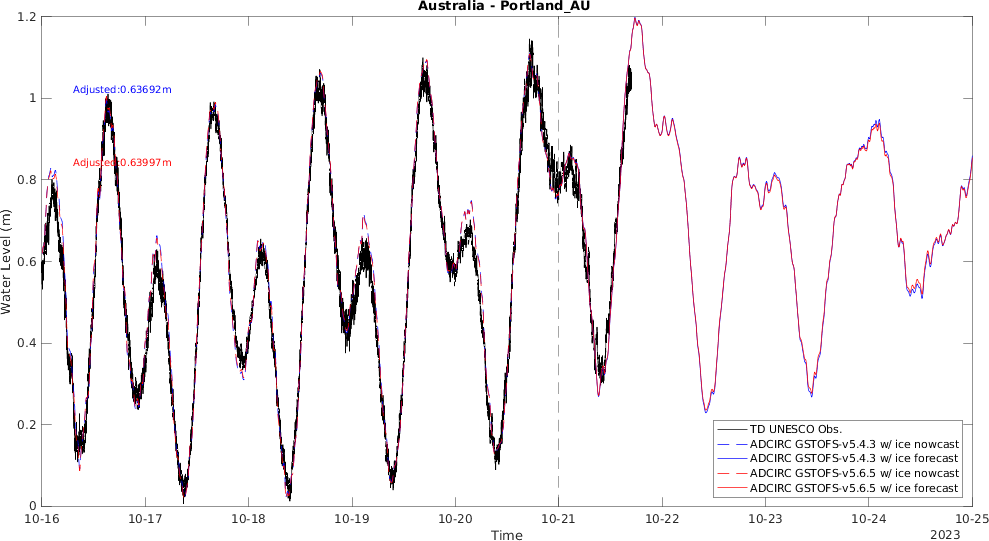 Australia - Portland_AU
1.2
1
0.8
0.6
0.4
0.2
0
Water Level (m)
Adjusted:0.63692m
Adjusted:0.63997m
TD UNESCO Obs.
ADCIRC GSTOFS-v5.4.3 w/ ice nowcast
ADCIRC GSTOFS-v5.4.3 w/ ice forecast
ADCIRC GSTOFS-v5.6.5 w/ ice nowcast
ADCIRC GSTOFS-v5.6.5 w/ ice forecast
10-16 10-17 10-18 10-19 10-20 10-21 10-22 10-23 10-24 10-25
Time
2023